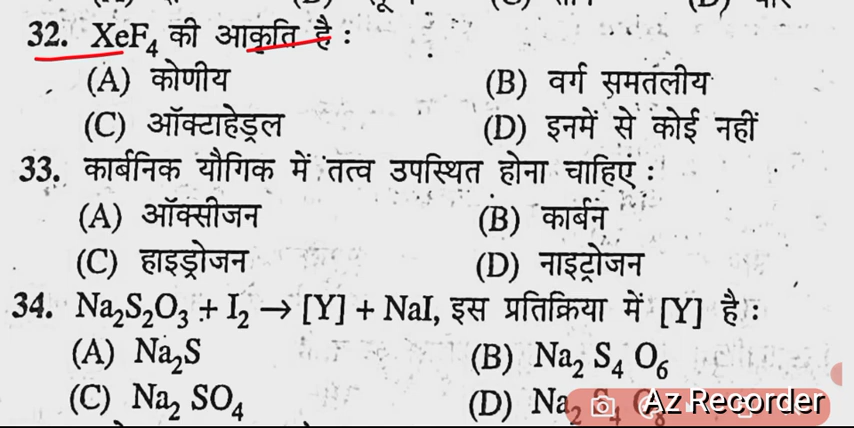 32. XeF₄ की आकृति है :
(A) कोणीय (B) वर्ग समतलीय
(C) ऑक्टाहेड्रल (D) इनमें से कोई नहीं
33. कार्बनिक यौगिक में तत्व उपस्थित होना चाहिए :
(A) ऑक्सीजन (B) कार्बन
(C) हाइड्रोजन (D) नाइट्रोजन
34. Na₂S₂O₃ + I₂ → [Y] + NaI, इस प्रतिक्रिया में [Y] है :
(A) Na₂S (B) Na₂ S₄ O₆
(C) Na₂ SO₄ (D) Na₂
Az Recorder